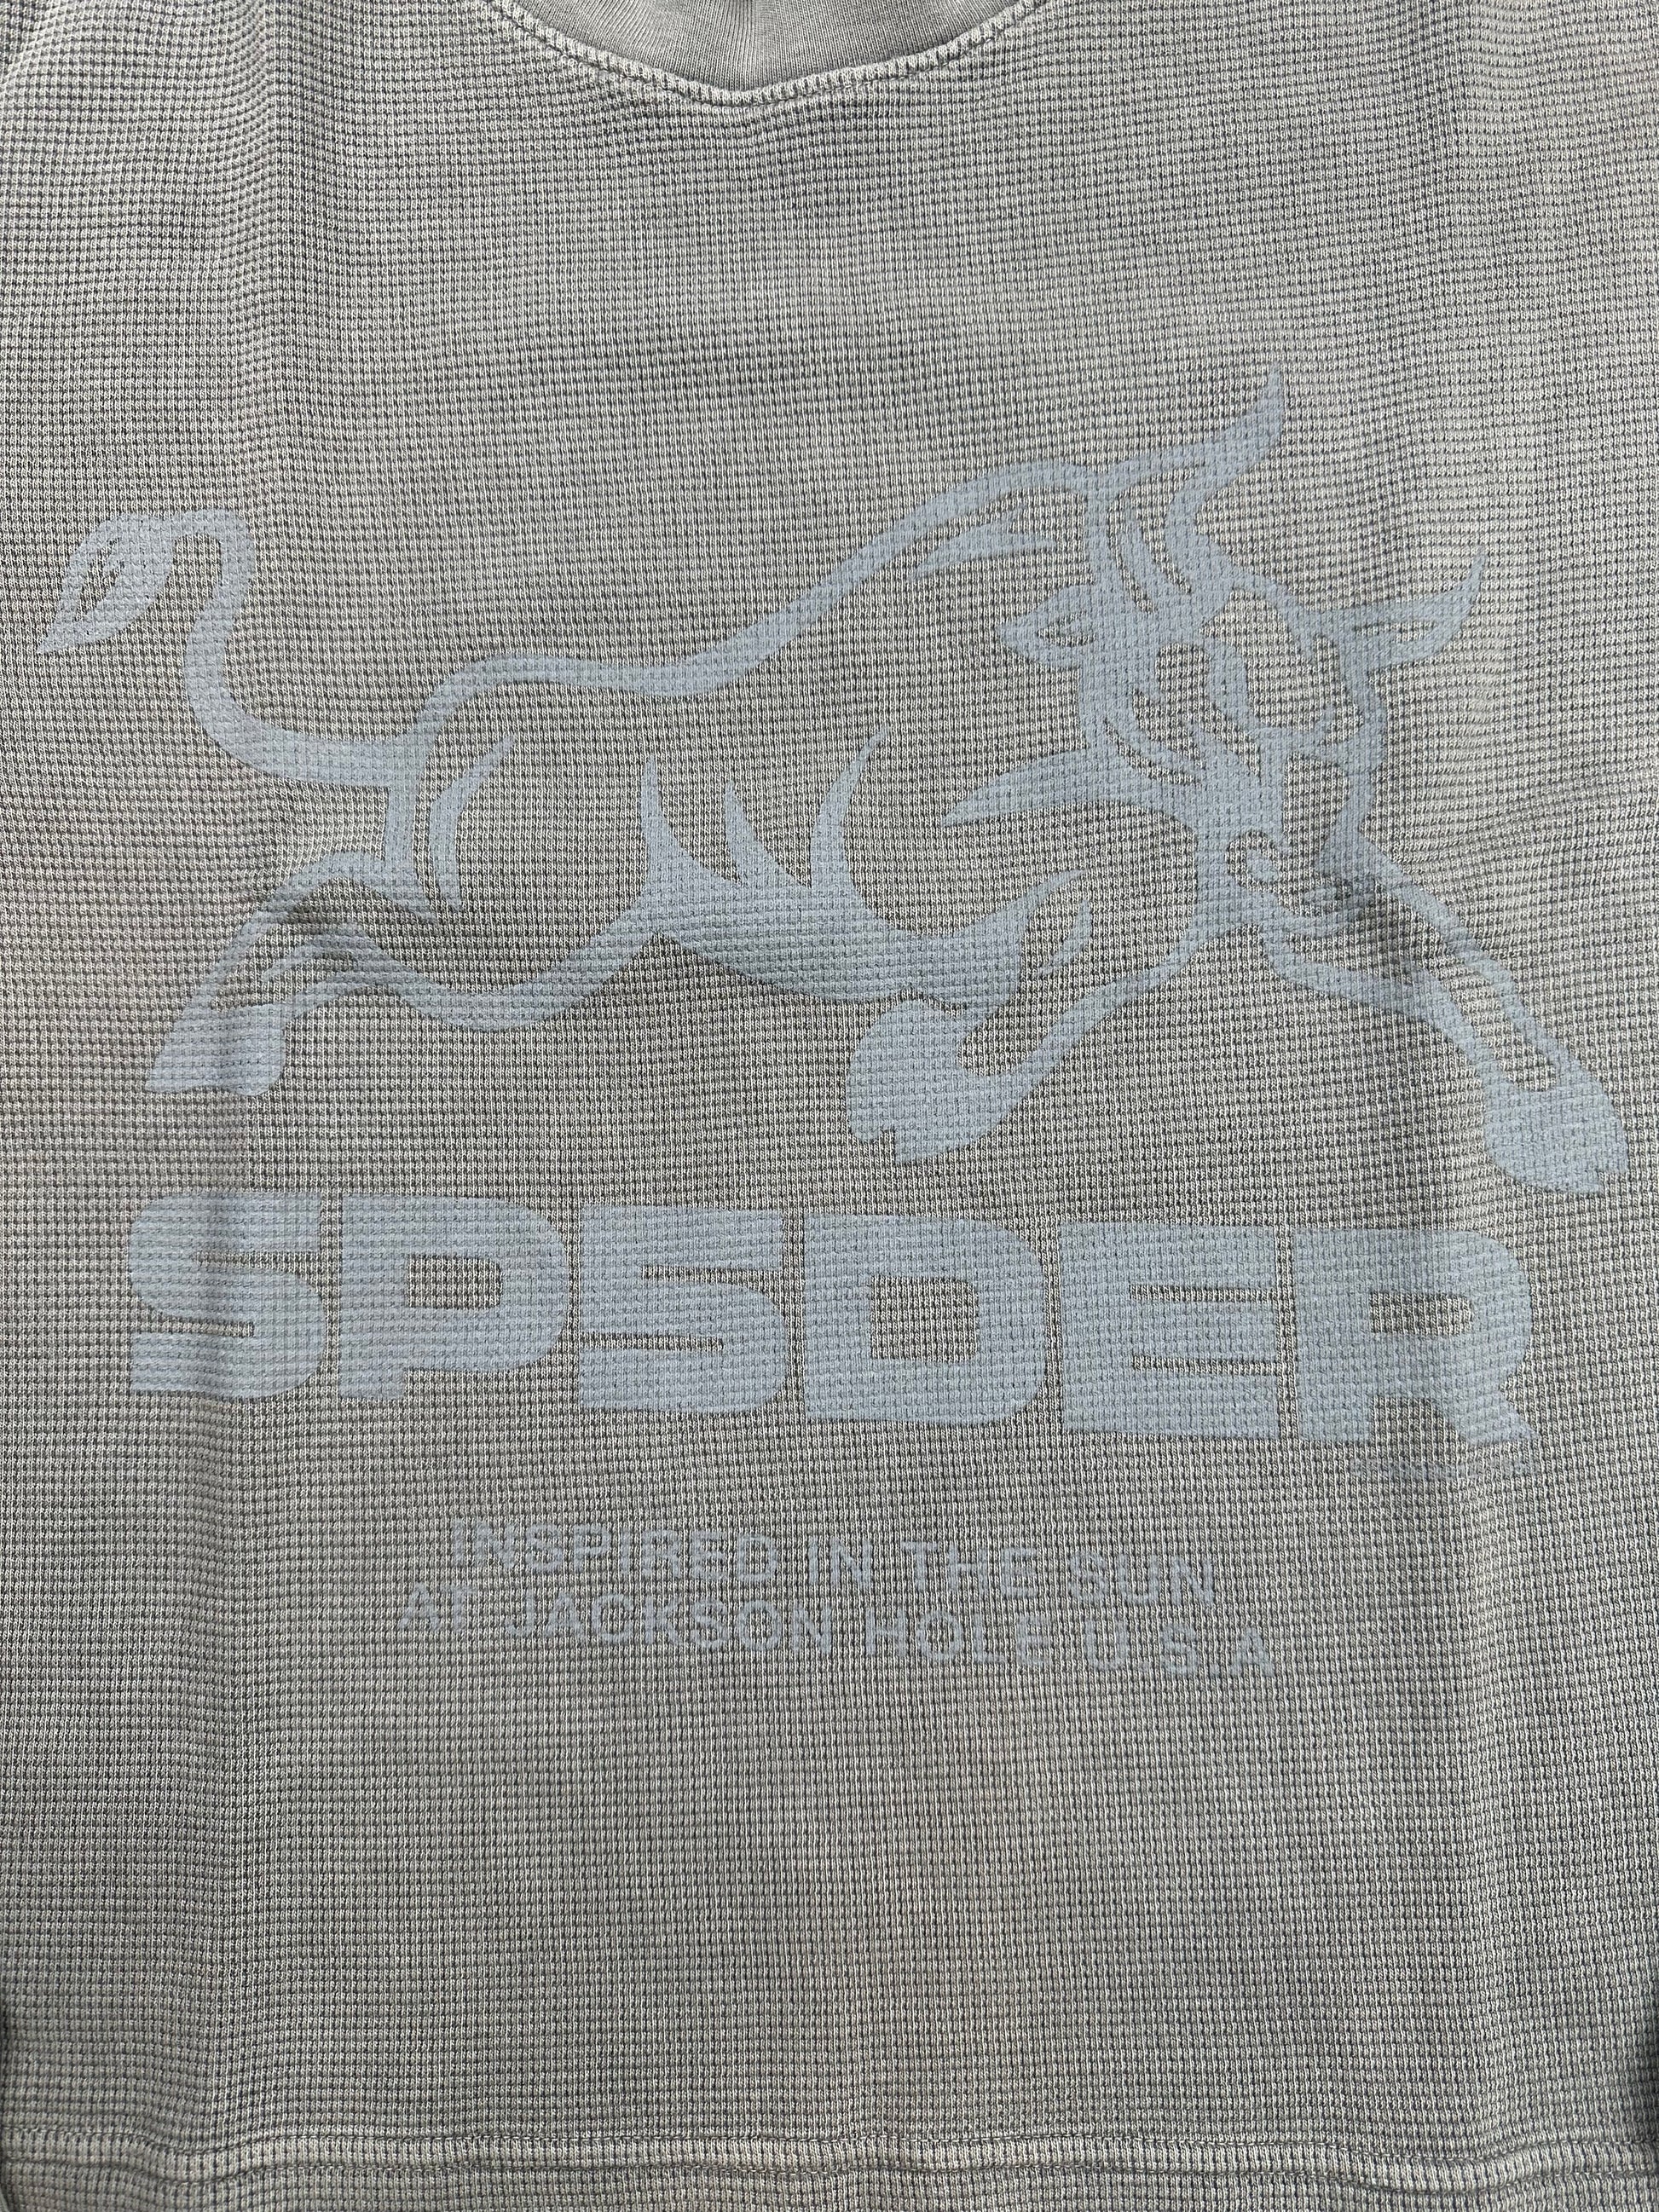 SP5DER
INSPIRED IN THE SUN
AT JACKSON HOLE U.S.A